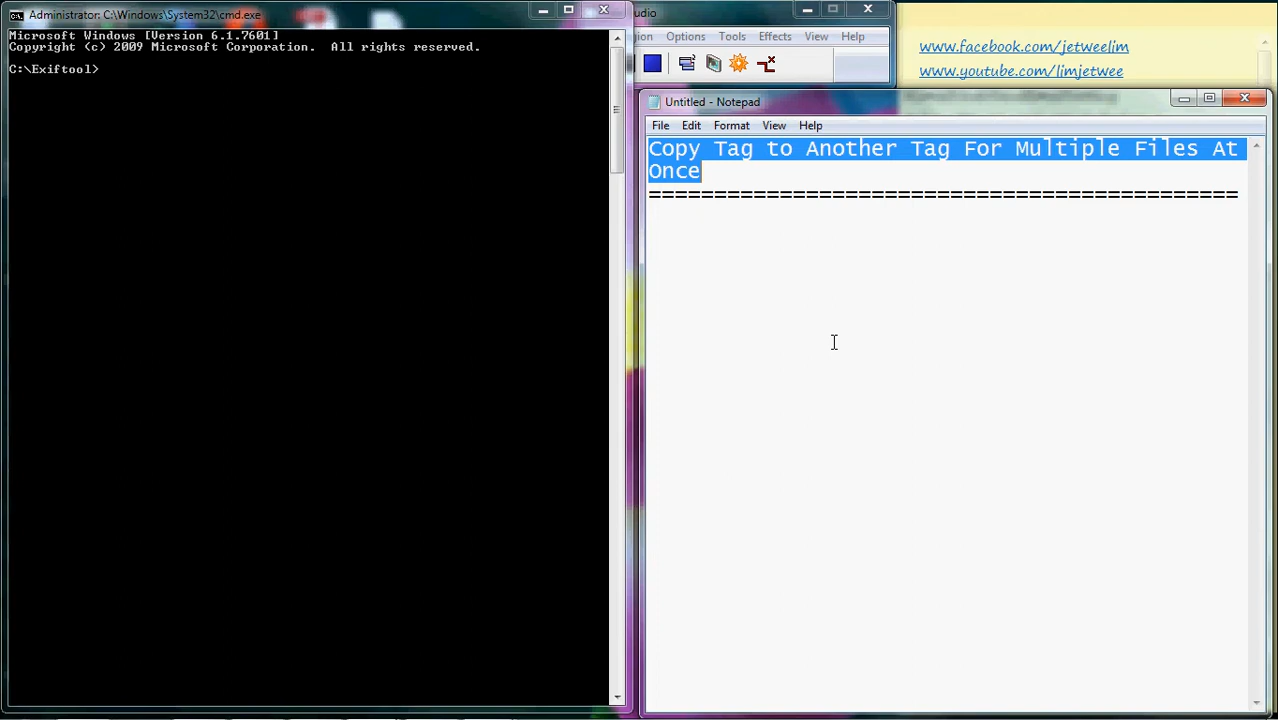 Administrator: C:\Windows\System32\cmd.exe
Microsoft Windows [Version 6.1.7601]
Copyright (c) 2009 Microsoft Corporation.  All rights reserved.
C:\Exiftool>
Options Tools Effects View Help
www.facebook.com/jetweelim
www.youtube.com/limjetwee
Untitled - Notepad
File Edit Format View Help
Copy Tag to Another Tag For Multiple Files At
Once
=============================================